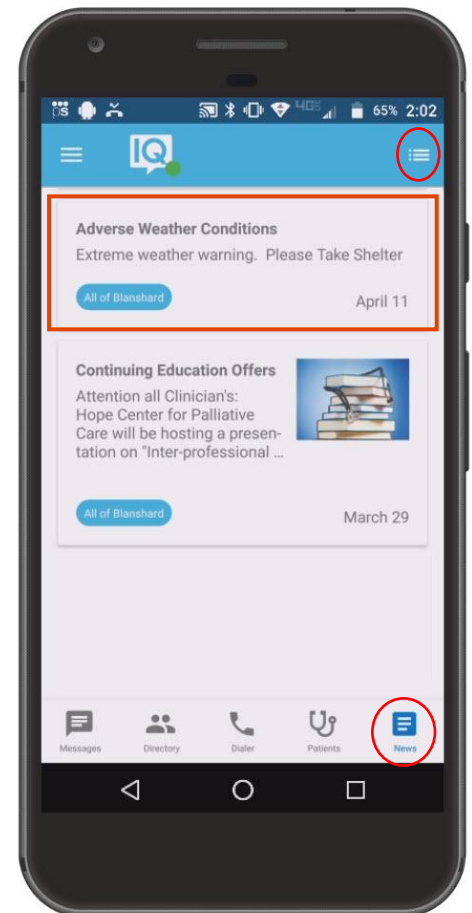 ps 4G 65% 2:02
IQ
Adverse Weather Conditions
Extreme weather warning. Please Take Shelter
All of Blanshard April 11
Continuing Education Offers
Attention all Clinician's:
Hope Center for Palliative
Care will be hosting a presen-
tation on "Inter-professional ...
All of Blanshard March 29
Messages Directory Dialer Patients News